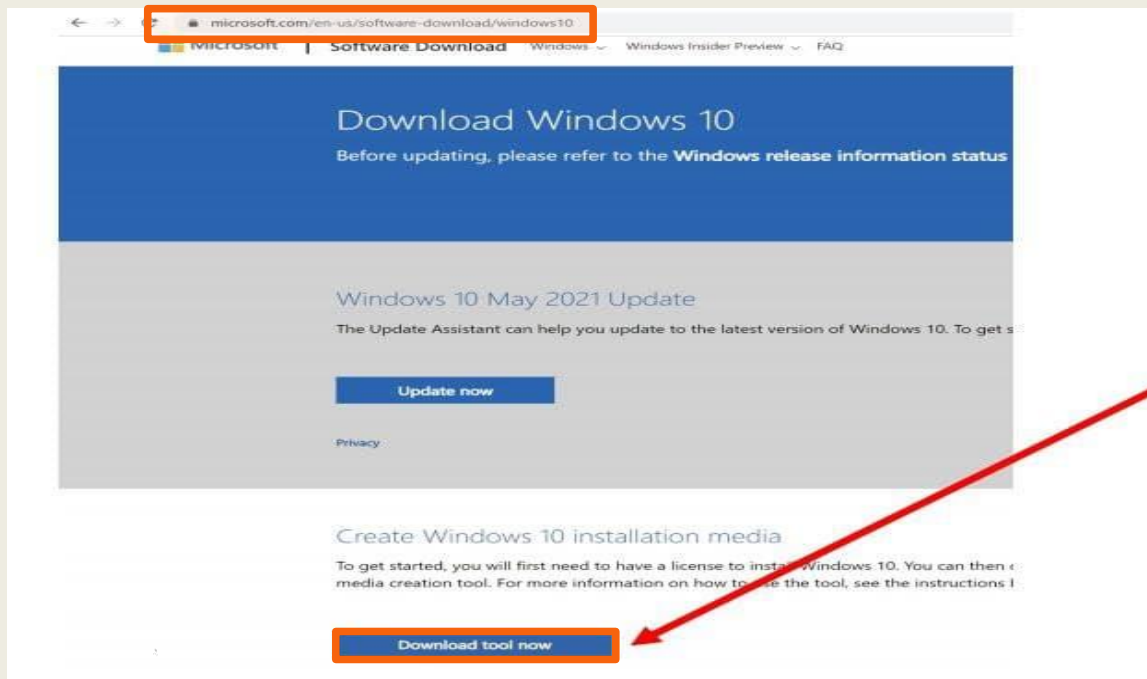 microsoft.com/en-us/software-download/windows10
Microsoft | Software Download Windows Windows Insider Preview FAQ
Download Windows 10
Before updating, please refer to the Windows release information status
Windows 10 May 2021 Update
The Update Assistant can help you update to the latest version of Windows 10. To get s
Update now
Privacy
Create Windows 10 installation media
To get started, you will first need to have a license to install Windows 10. You can then
media creation tool. For more information on how to use the tool, see the instructions
Download tool now